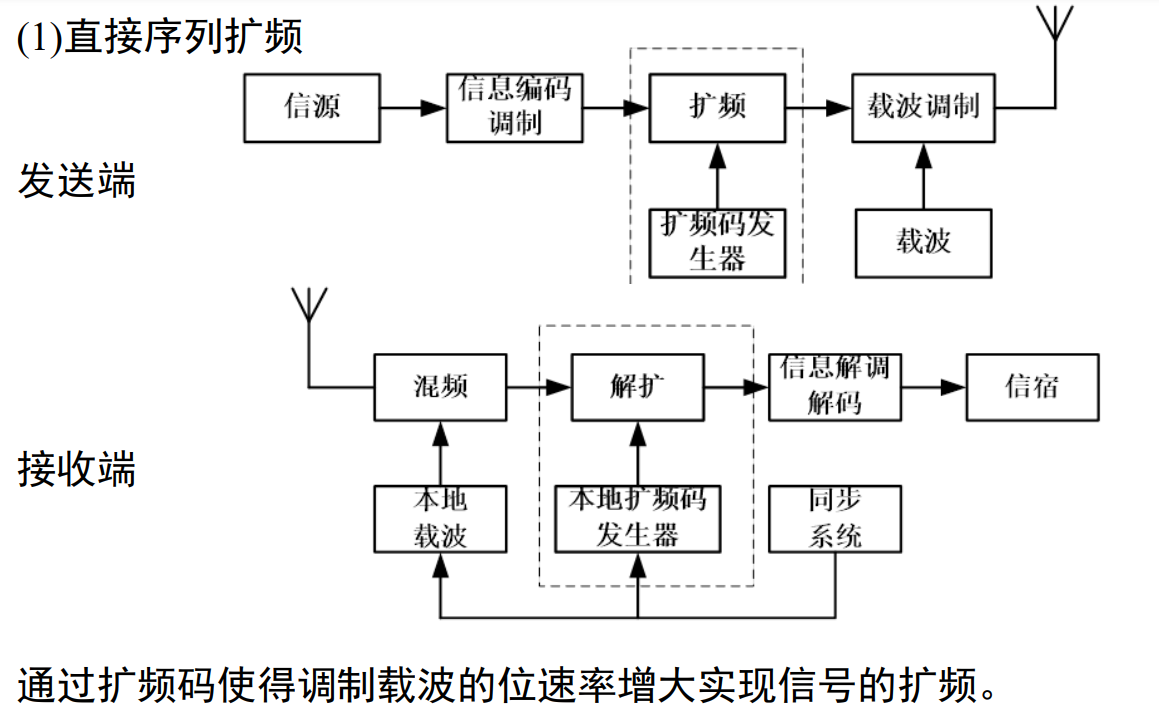 (1)直接序列扩频
信源
信息编码
调制
扩频
载波调制
发送端
扩频码发
生器
载波
混频
解扩
信息解调
解码
信宿
接收端
本地
载波
本地扩频码
发生器
同步
系统
通过扩频码使得调制载波的位速率增大实现信号的扩频。